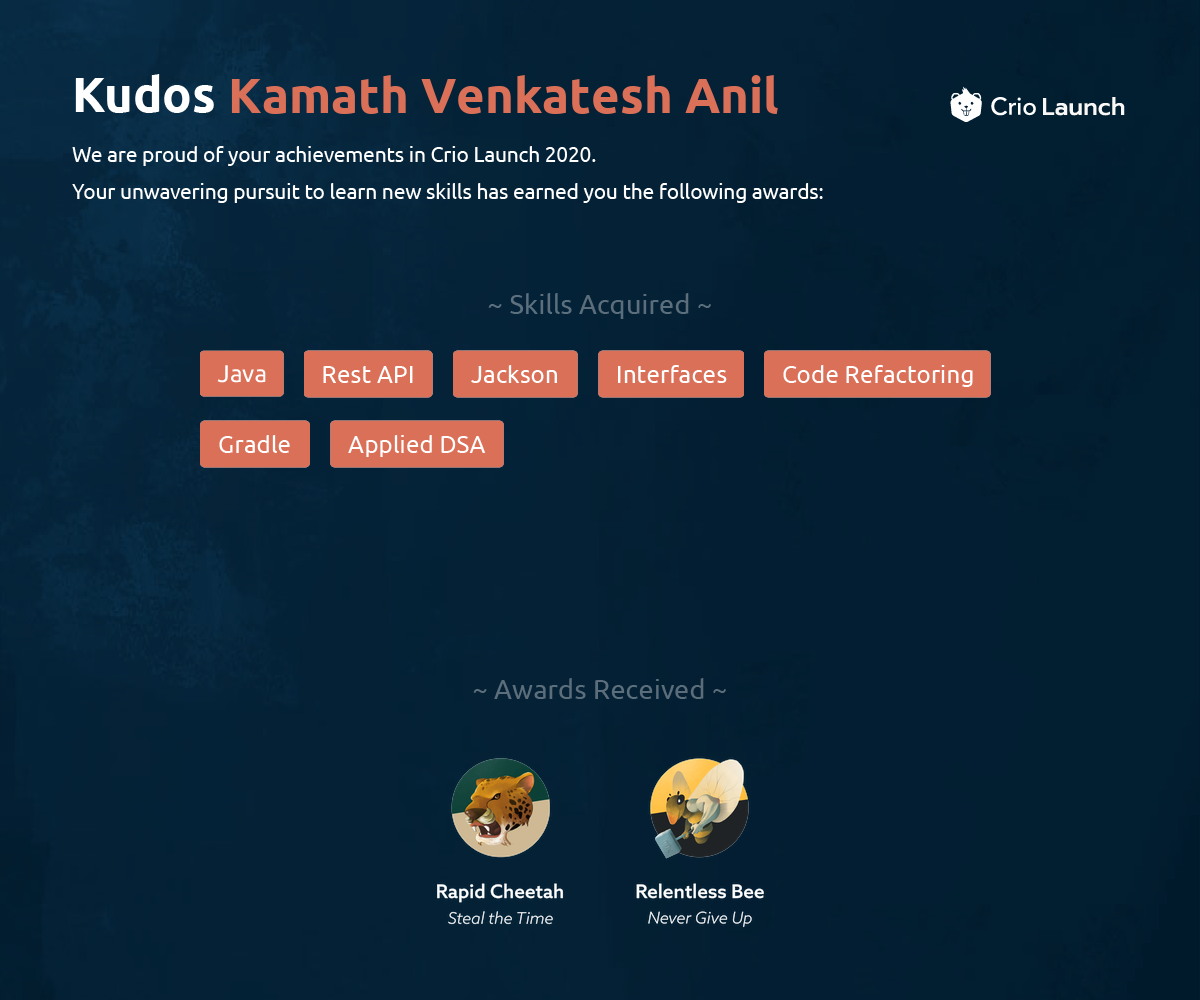 Kudos Kamath Venkatesh Anil
Crio Launch
We are proud of your achievements in Crio Launch 2020.
Your unwavering pursuit to learn new skills has earned you the following awards:
~ Skills Acquired ~
Java Rest API Jackson Interfaces Code Refactoring
Gradle Applied DSA
~ Awards Received ~
Rapid Cheetah Relentless Bee
Steal the Time Never Give Up